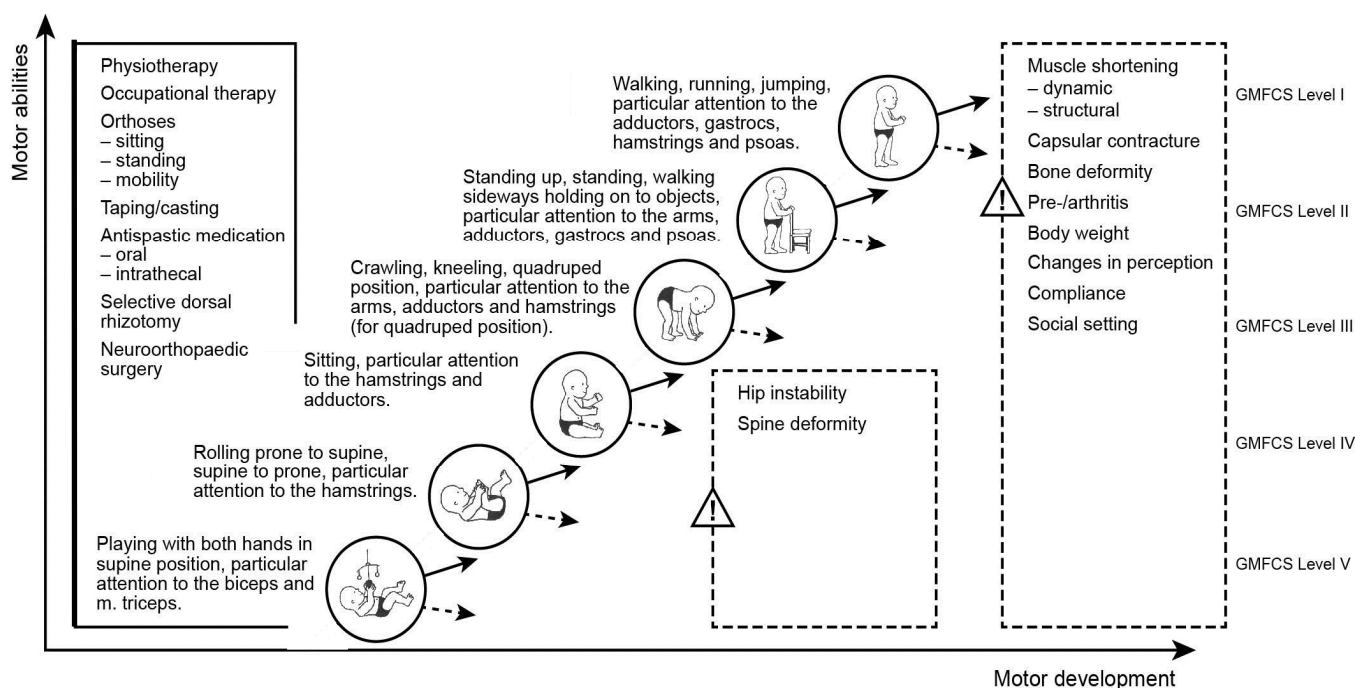 Motor abilities
Physiotherapy
Occupational therapy
Orthoses
– sitting
– standing
– mobility
Taping/casting
Antispastic medication
– oral
– intrathecal
Selective dorsal
rhizotomy
Neuroorthopaedic
surgery
Walking, running, jumping,
particular attention to the
adductors, gastrocs,
hamstrings and psoas.
Standing up, standing, walking
sideways holding on to objects,
particular attention to the arms,
adductors, gastrocs and psoas.
Crawling, kneeling, quadruped
position, particular attention to the
arms, adductors and hamstrings
(for quadruped position).
Sitting, particular attention
to the hamstrings and
adductors.
Rolling prone to supine,
supine to prone, particular
attention to the hamstrings.
Playing with both hands in
supine position, particular
attention to the biceps and
m. triceps.
!
Hip instability
Spine deformity
!
Muscle shortening
– dynamic
– structural
Capsular contracture
Bone deformity
Pre-/arthritis
Body weight
Changes in perception
Compliance
Social setting
GMFCS Level I
GMFCS Level II
GMFCS Level III
GMFCS Level IV
GMFCS Level V
Motor development